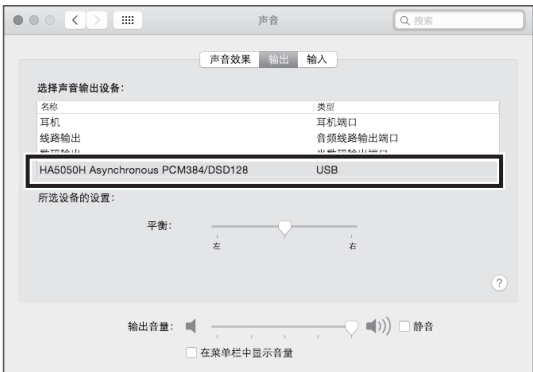 声音
搜索
声音效果 输出 输入
选择声音输出设备：
名称 类型
耳机 耳机端口
线路输出 音频线路输出端口
HA5050H Asynchronous PCM384/DSD128 USB
所选设备的设置：
平衡：
左 右
?
输出音量： 静音
在菜单栏中显示音量